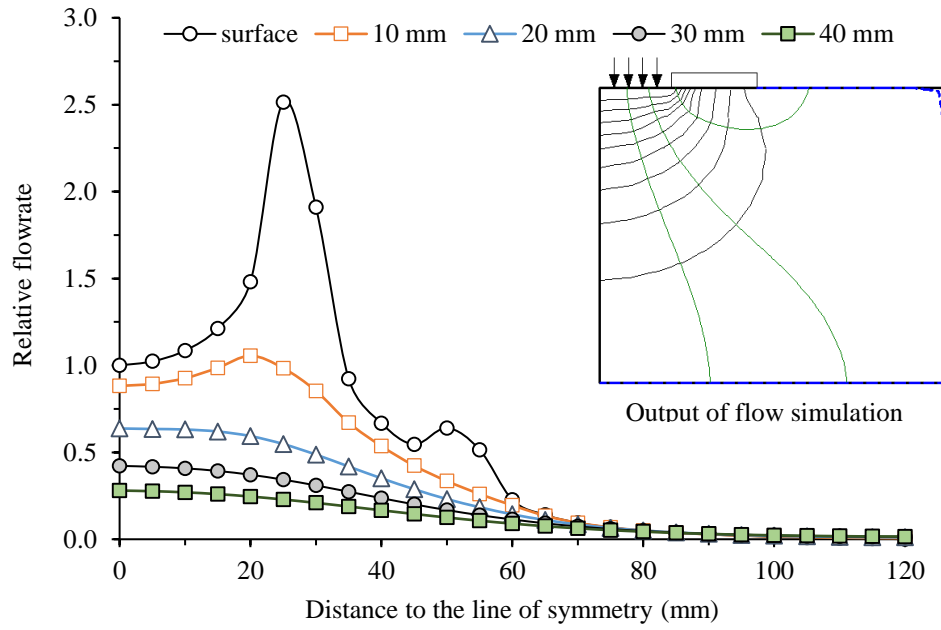 3.0
surface 10 mm 20 mm 30 mm 40 mm
2.5
2.0
1.5
1.0
0.5
0.0
Relative flowrate
Output of flow simulation
0 20 40 60 80 100 120
Distance to the line of symmetry (mm)